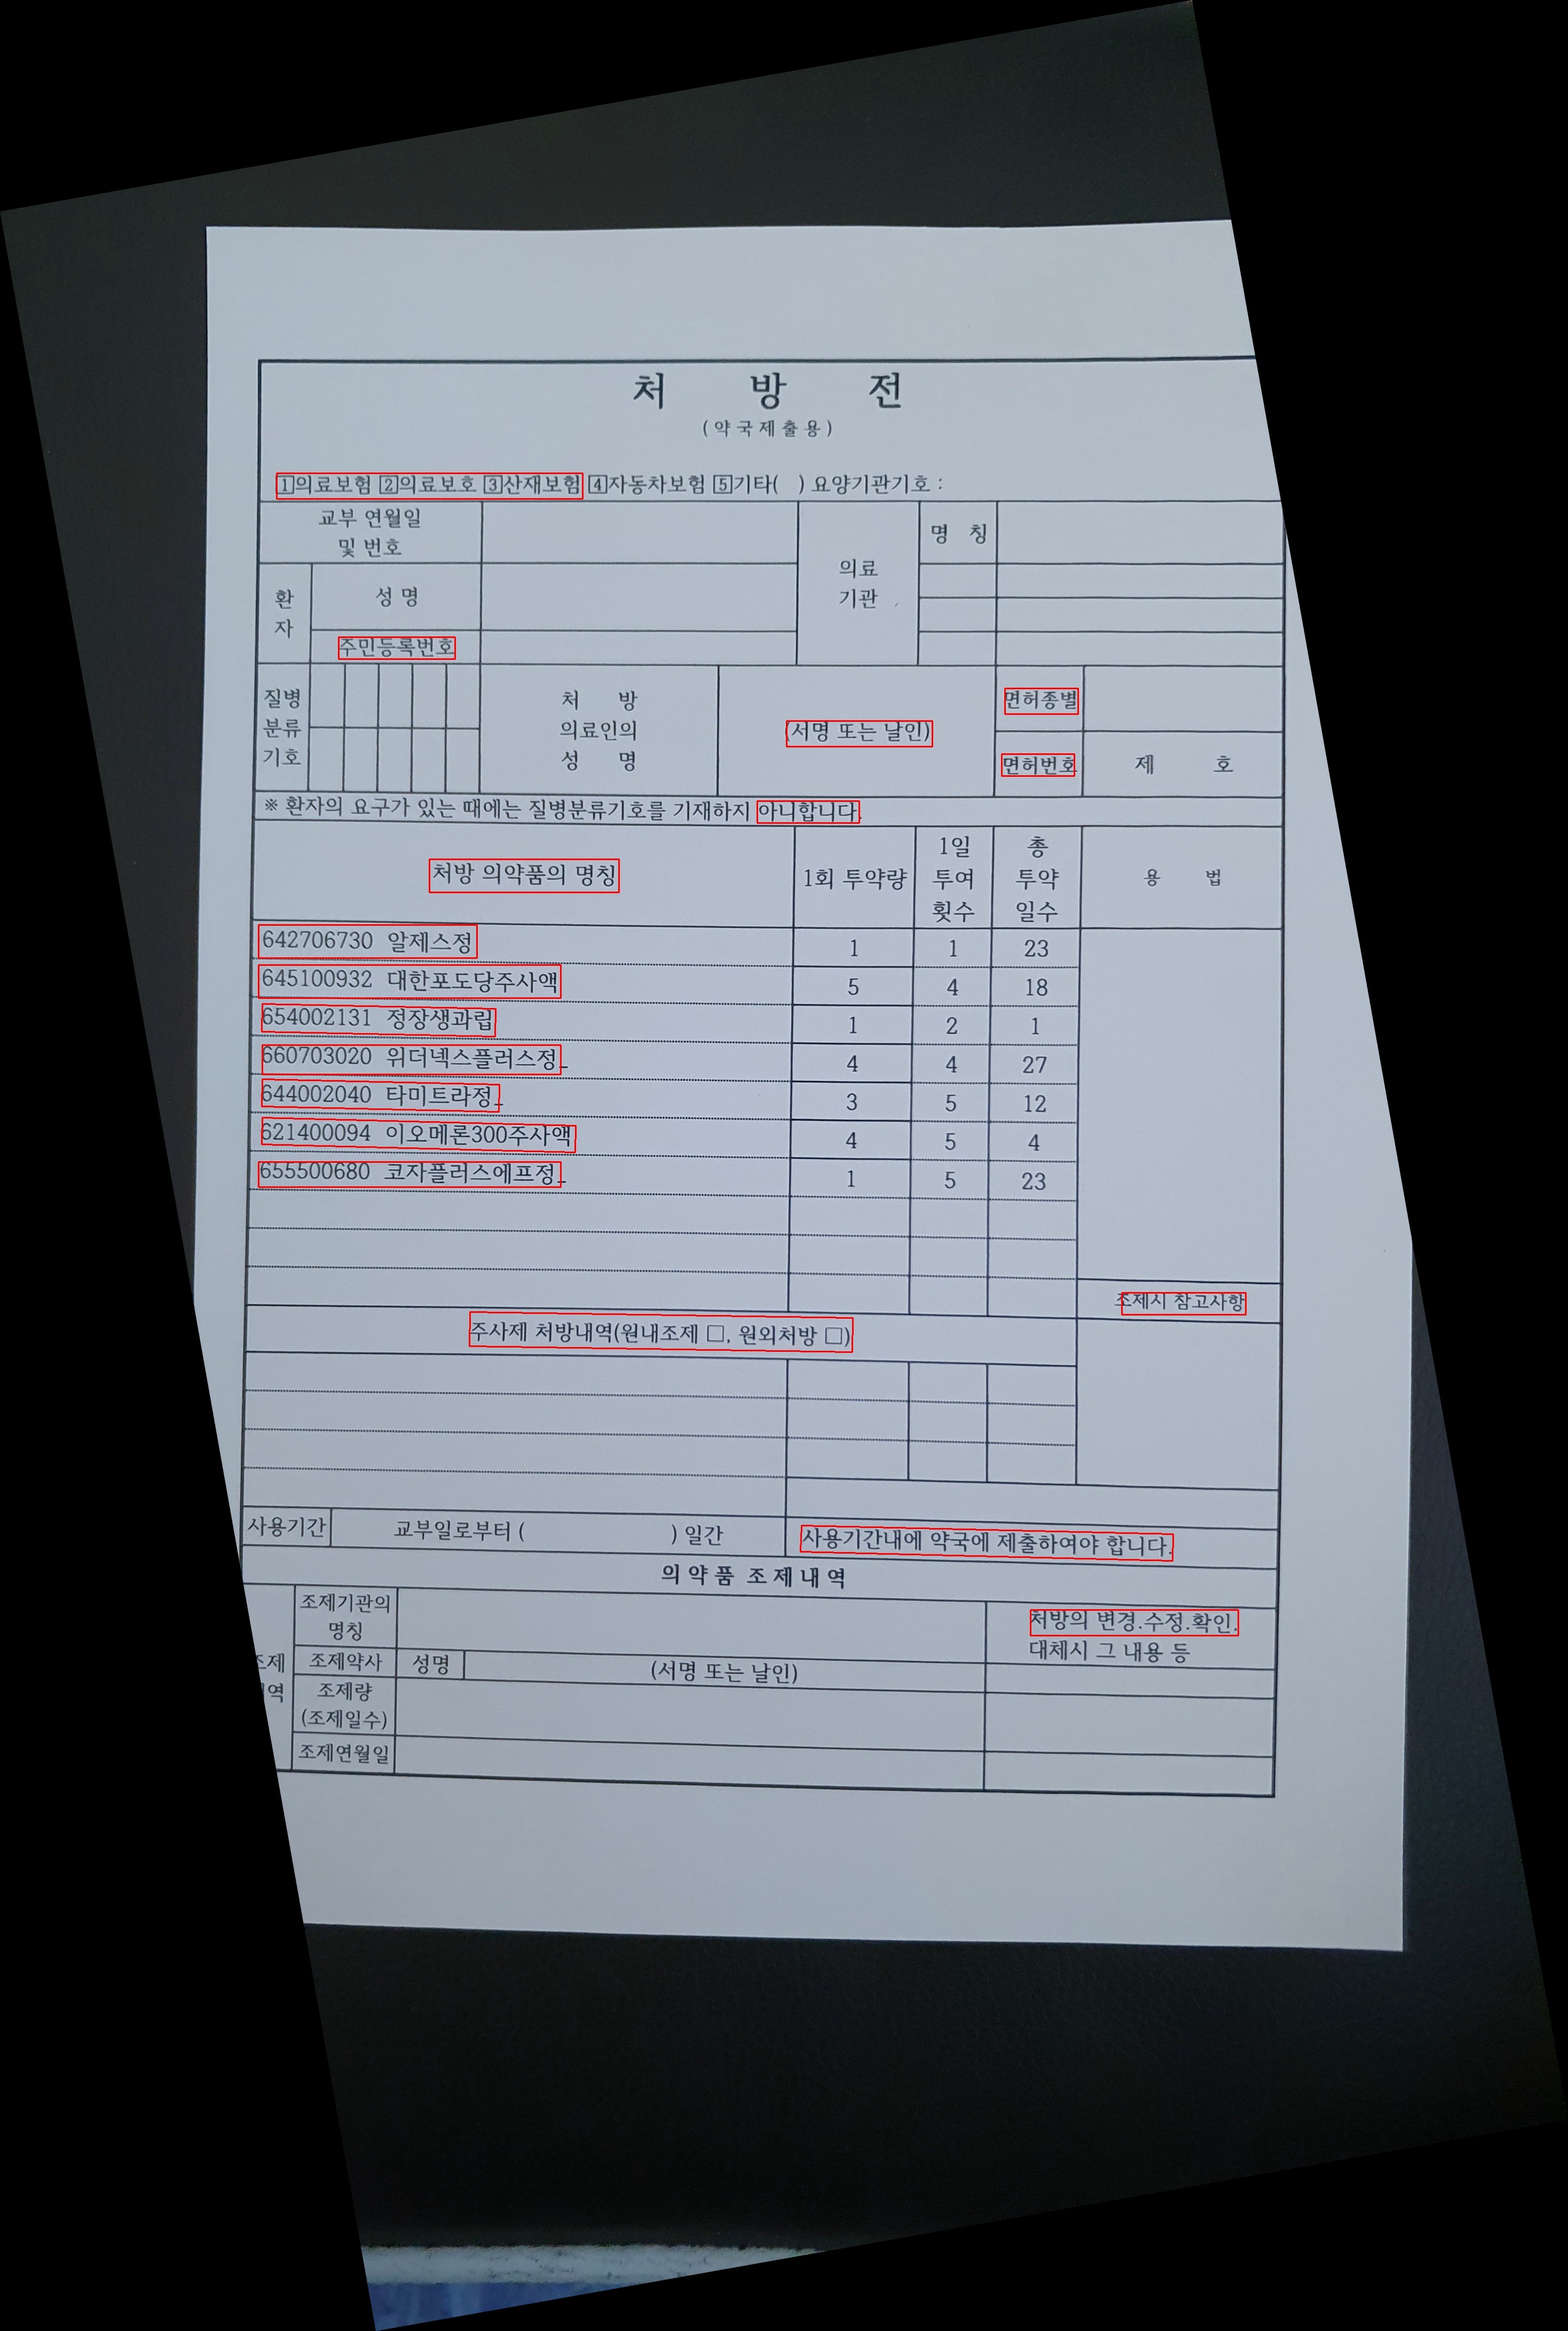 처 방 전
(약국제출용)
1의료보험 2의료보호 3산재보험 4자동차보험 5기타( ) 요양기관기호 :
교부 연월일
및 번호
의료
기관
명 칭
환
자
성 명
주민등록번호
질병
분류
기호
처 방
의료인의
성 명
(서명 또는 날인)
면허종별
면허번호
제 호
※ 환자의 요구가 있는 때에는 질병분류기호를 기재하지 아니합니다.
처방 의약품의 명칭
1회 투약량
1일
투여
횟수
총
투약
일수
용 법
642706730 알제스정 1 1 23
645100932 대한포도당주사액 5 4 18
654002131 정장생과립 1 2 1
660703020 위더넥스플러스정_ 4 4 27
644002040 타미트라정_ 3 5 12
621400094 이오메론300주사액 4 5 4
655500680 코자플러스에프정_ 1 5 23
조제시 참고사항
주사제 처방내역(원내조제 □, 원외처방 □)
사용기간 교부일로부터 ( ) 일간 사용기간내에 약국에 제출하여야 합니다.
의약품 조제내역
조제기관의
명칭
처방의 변경.수정.확인.
대체시 그 내용 등
조제
조제약사 성명 (서명 또는 날인)
역
조제량
(조제일수)
조제연월일